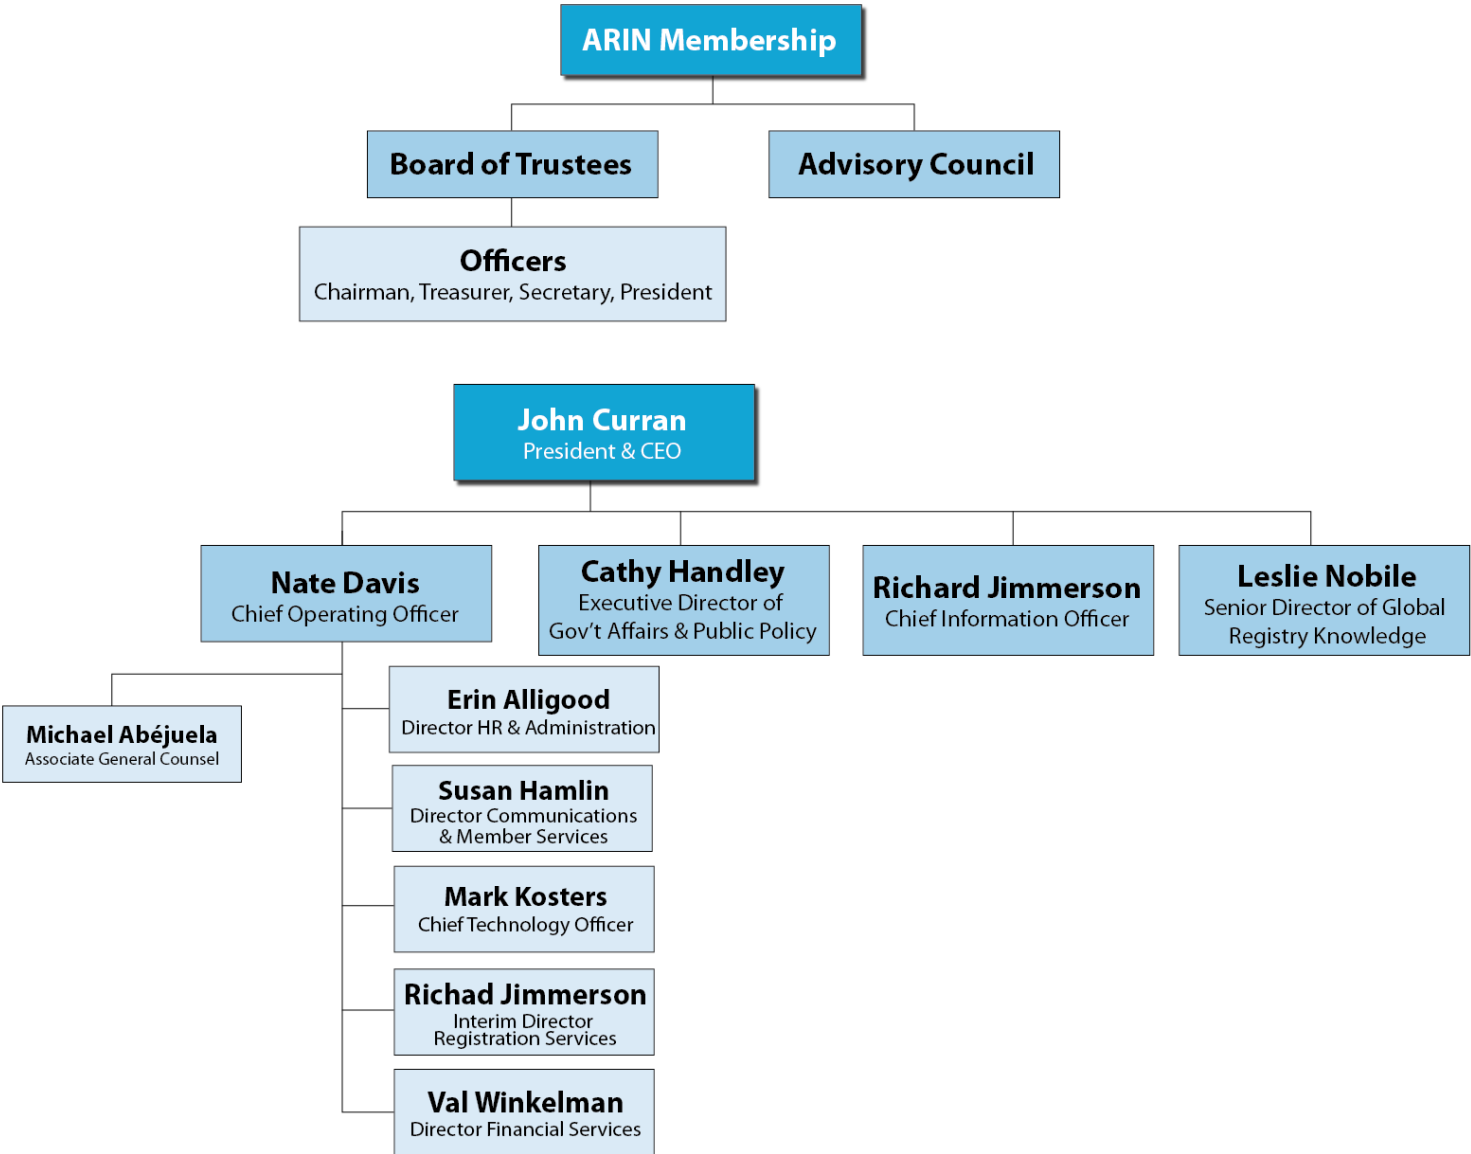 ARIN Membership
Board of Trustees
Advisory Council
Officers
Chairman, Treasurer, Secretary, President
John Curran
President & CEO
Nate Davis
Chief Operating Officer
Cathy Handley
Executive Director of
Gov't Affairs & Public Policy
Richard Jimmerson
Chief Information Officer
Leslie Nobile
Senior Director of Global
Registry Knowledge
Michael Abéjuela
Associate General Counsel
Erin Alligood
Director HR & Administration
Susan Hamlin
Director Communications
& Member Services
Mark Kosters
Chief Technology Officer
Richad Jimmerson
Interim Director
Registration Services
Val Winkelman
Director Financial Services